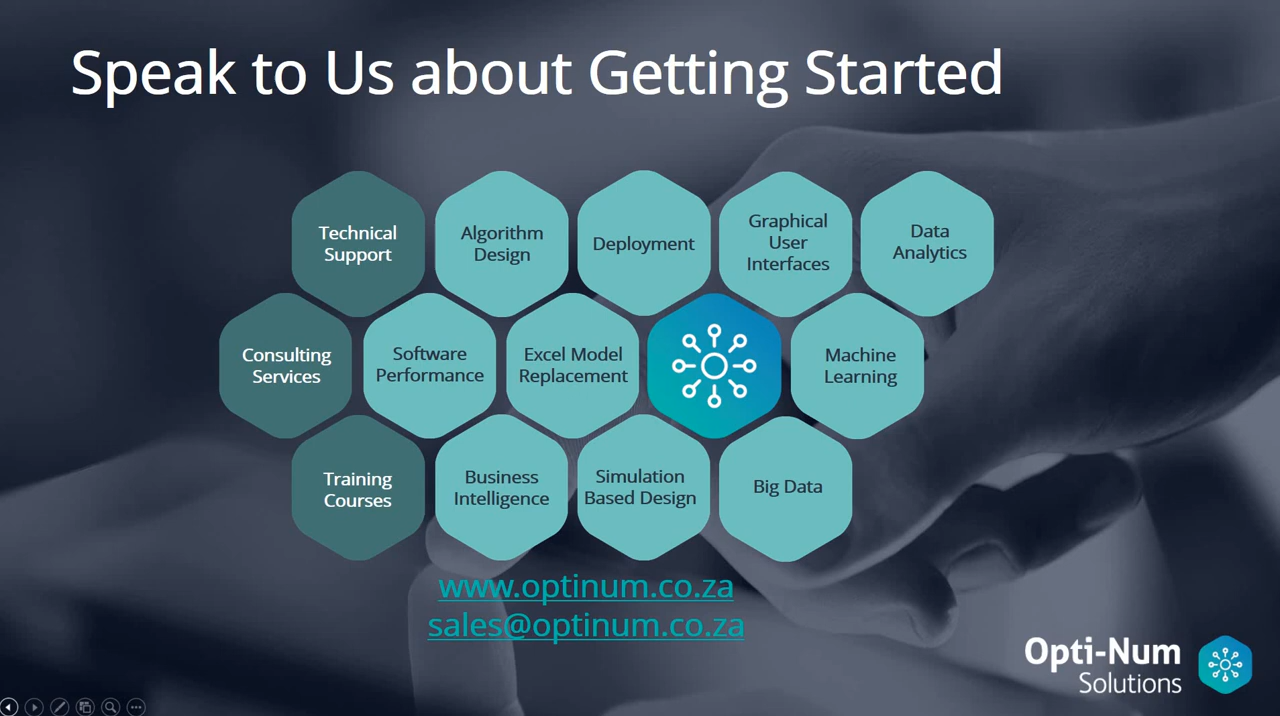 Speak to Us about Getting Started
Technical
Support
Algorithm
Design
Deployment
Graphical
User
Interfaces
Data
Analytics
Consulting
Services
Software
Performance
Excel Model
Replacement
Machine
Learning
Training
Courses
Business
Intelligence
Simulation
Based Design
Big Data
www.optinum.co.za
sales@optinum.co.za
Opti-Num
Solutions